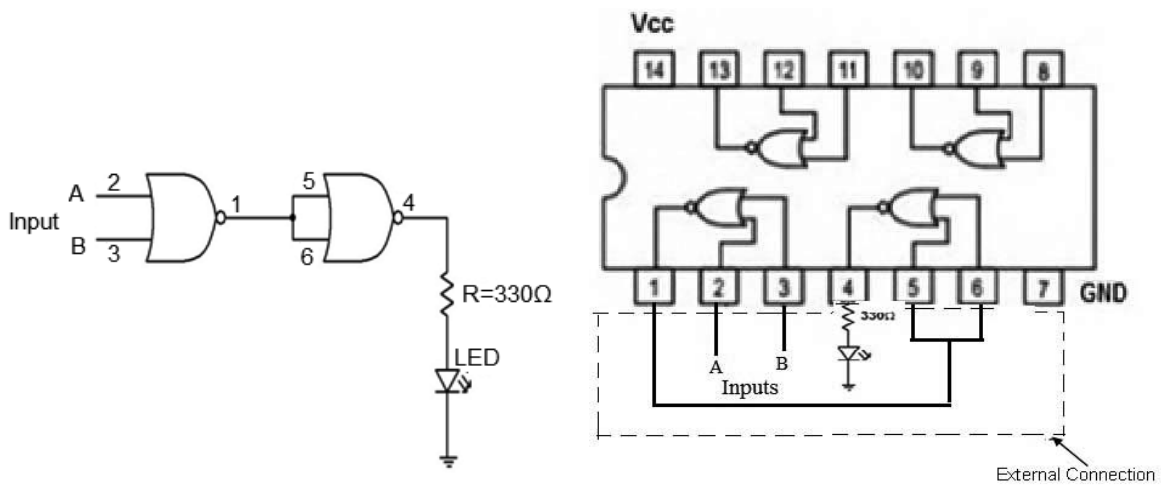 A 2
Input
B 3
1
5
6
4
R=330Ω
LED
Vcc
14 13 12 11 10 9 8
1 2 3 4 5 6 7 GND
330Ω
A B
Inputs
External Connection